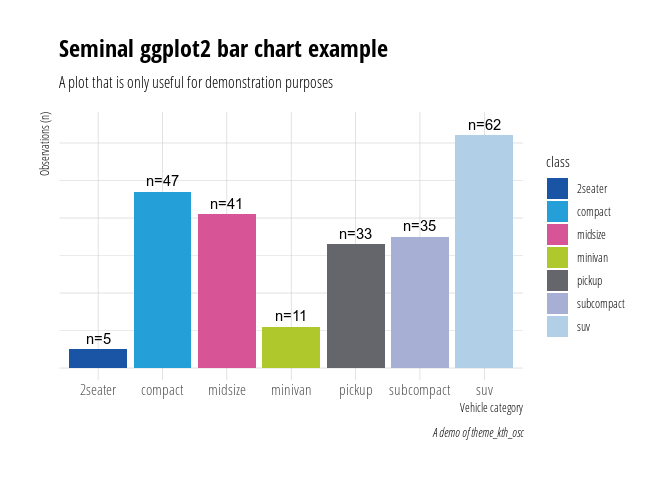 Seminal ggplot2 bar chart example
A plot that is only useful for demonstration purposes
Observations (n)
n=5
n=47
n=41
n=11
n=33
n=35
n=62
2seater
compact
midsize
minivan
pickup
subcompact
suv
Vehicle category
A demo of theme_kth_osc
class
2seater
compact
midsize
minivan
pickup
subcompact
suv